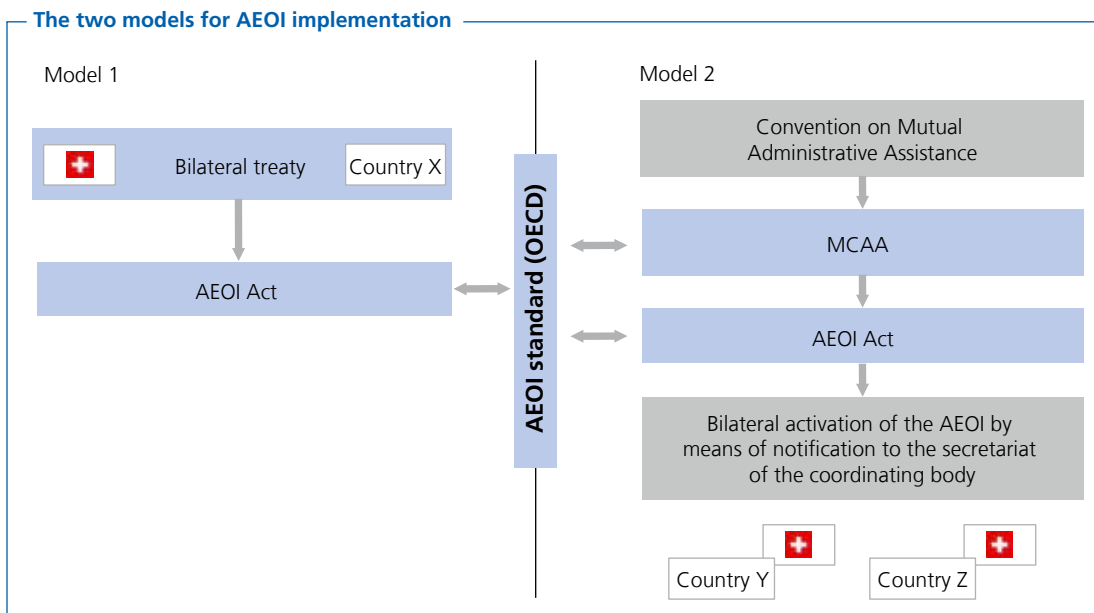 The two models for AEOI implementation
Model 1
Bilateral treaty
Country X
AEOI Act
AEOI standard (OECD)
Model 2
Convention on Mutual
Administrative Assistance
MCAA
AEOI Act
Bilateral activation of the AEOI by
means of notification to the secretariat
of the coordinating body
Country Y
Country Z